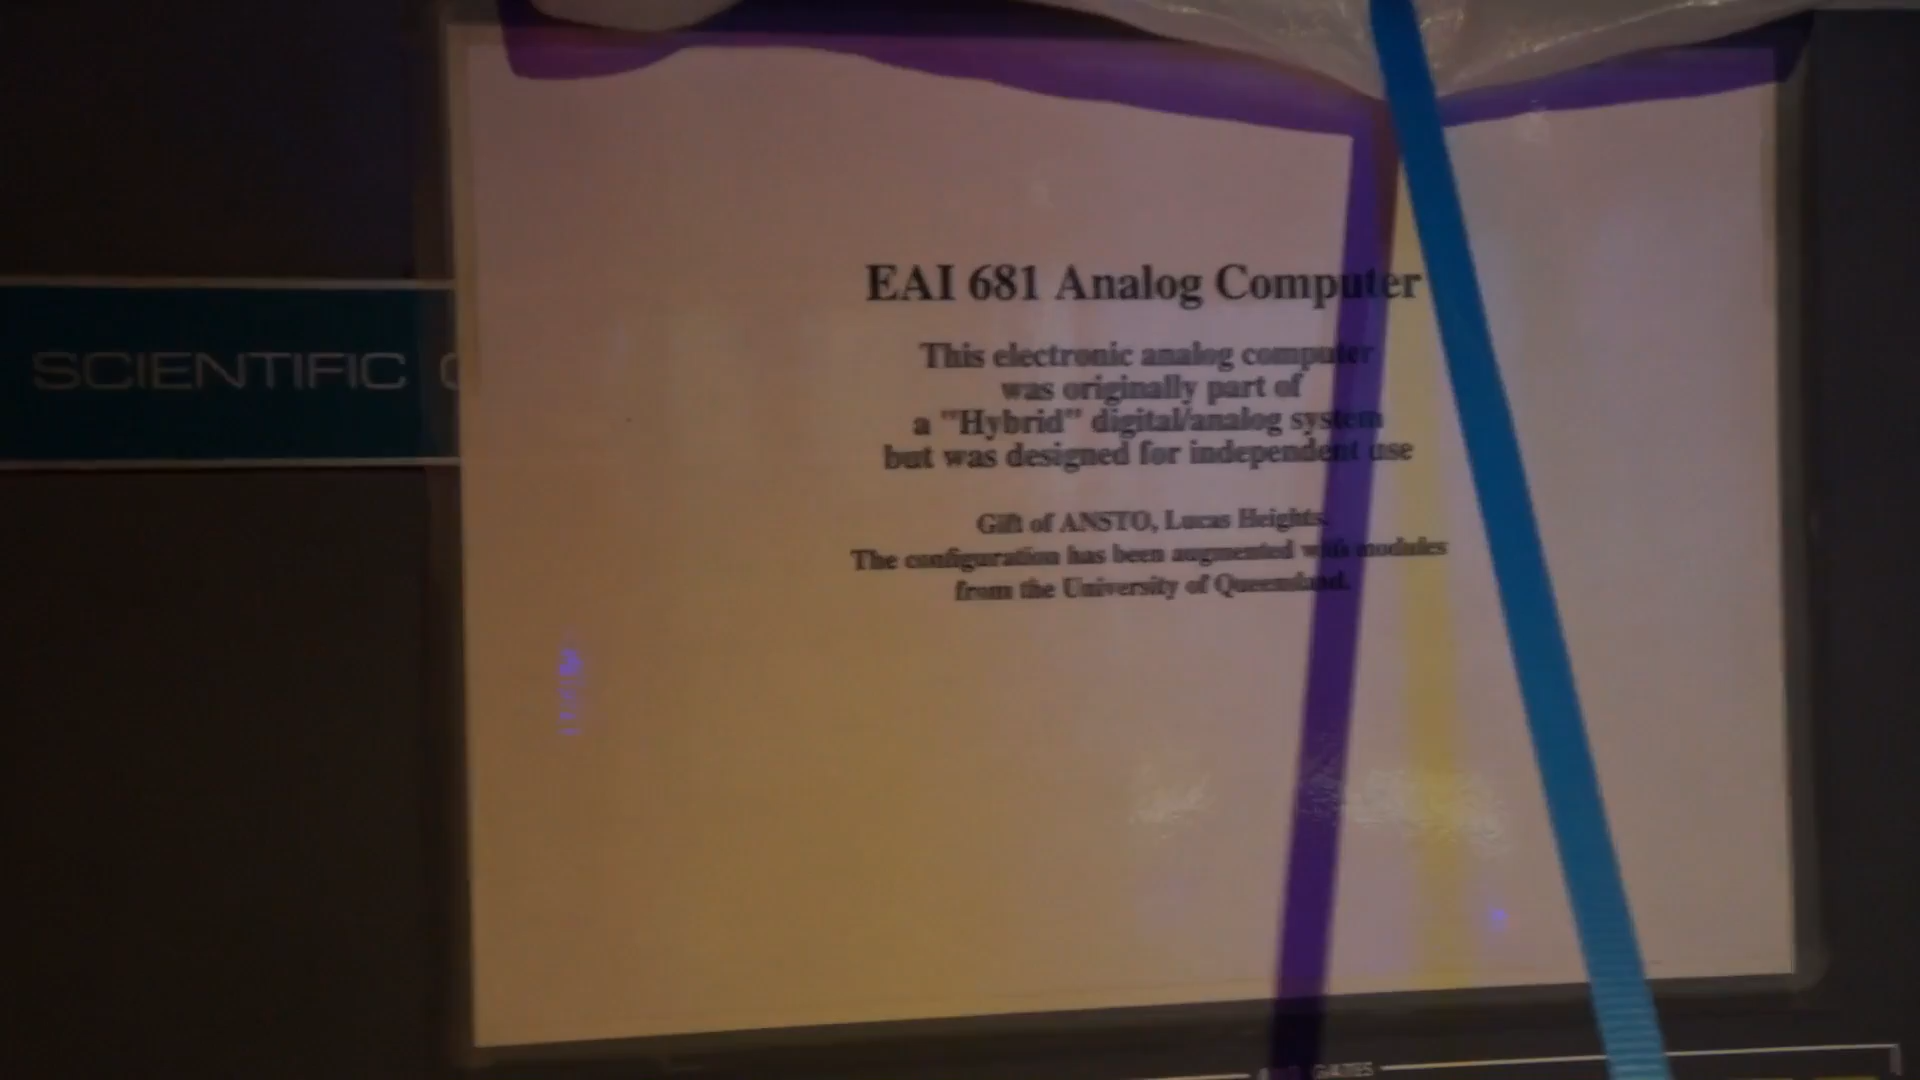 EAI 681 Analog Computer
This electronic analog computer
was originally part of
a "Hybrid" digital/analog system
but was designed for independent use
Gift of ANSTO, Lucas Heights.
The configuration has been augmented with modules
from the University of Queensland.
SCIENTIFIC
GATES